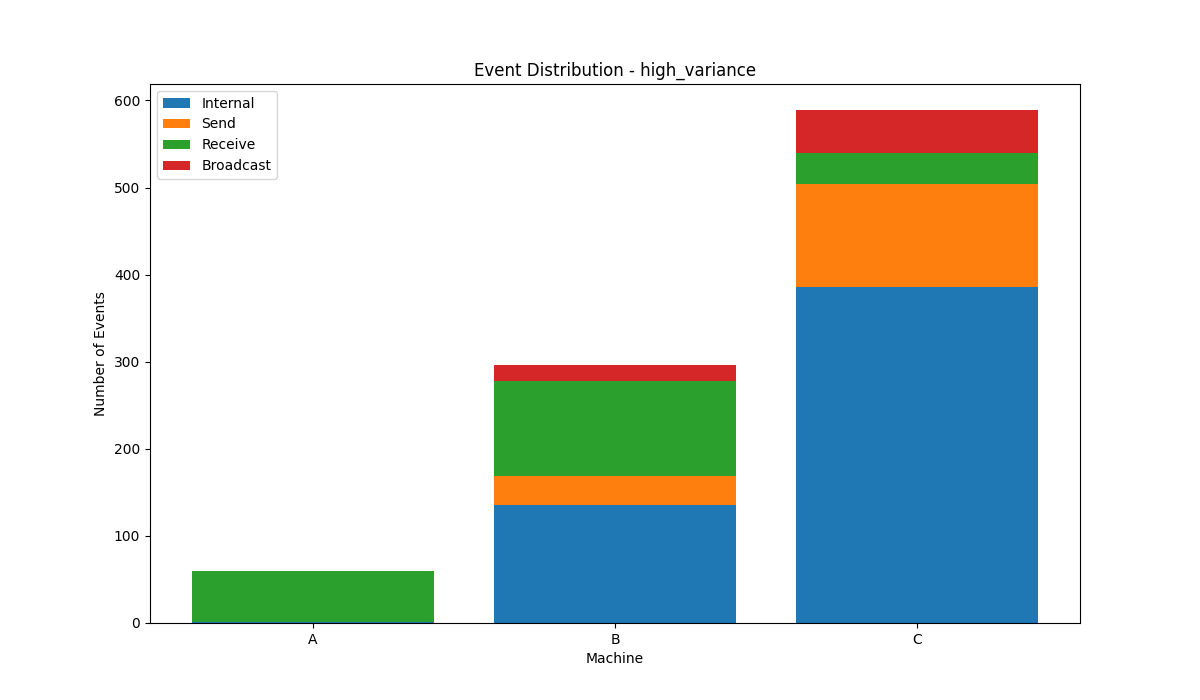 Event Distribution - high_variance
Internal
Send
Receive
Broadcast
600
500
400
300
200
100
0
Number of Events
A B C
Machine